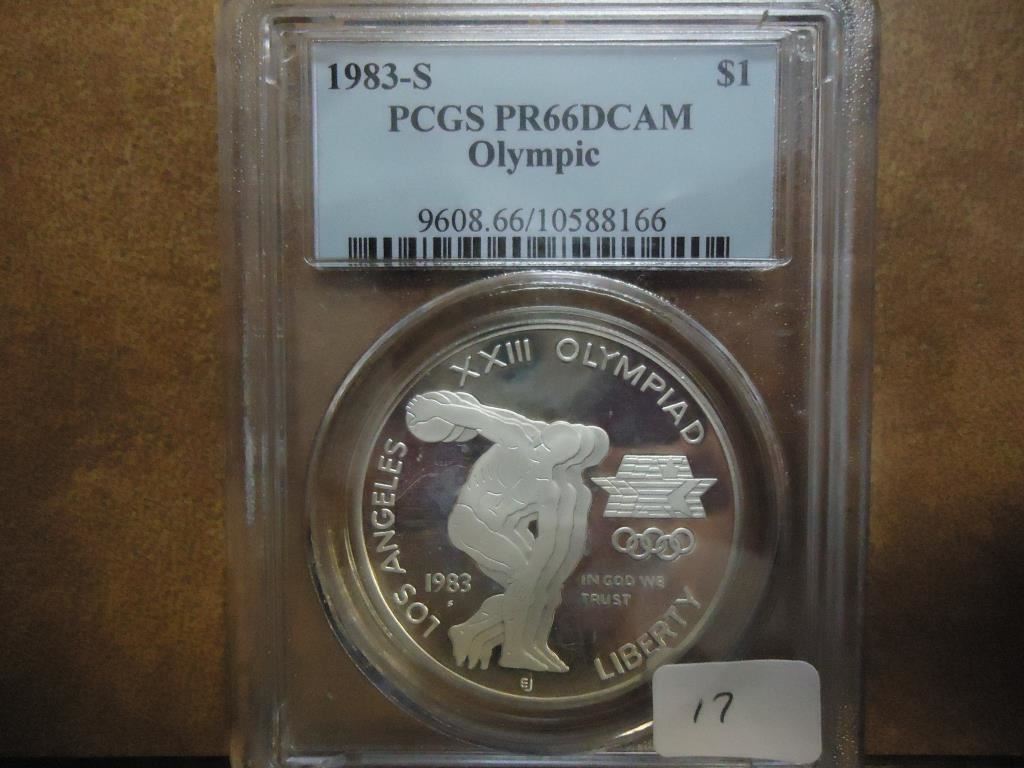 1983-S $1
PCGS PR66DCAM
Olympic
9608.66/10588166
LOS ANGELES XXIII OLYMPIAD
1983
S
IN GOD WE
TRUST
LIBERTY
EJ
17